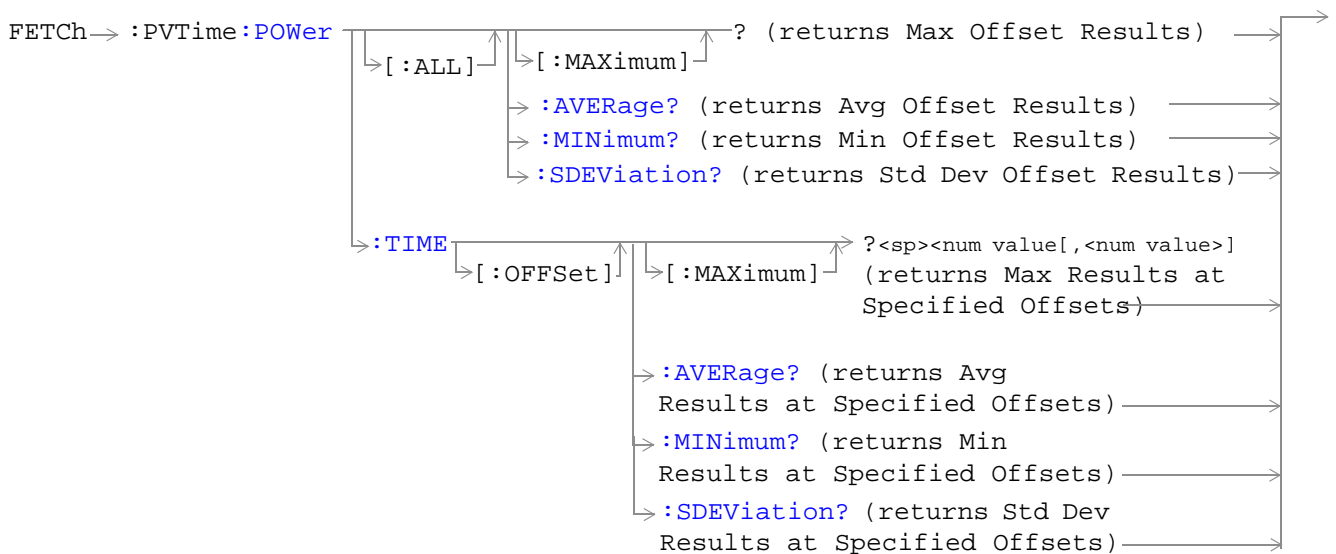 FETCh :PVTime:POWer ? (returns Max Offset Results)
[:ALL] [:MAXimum]
:AVERage? (returns Avg Offset Results)
:MINimum? (returns Min Offset Results)
:SDEViation? (returns Std Dev Offset Results)
:TIME ?<sp><num value[,<num value>]
[:OFFSet] [:MAXimum] (returns Max Results at
Specified Offsets)
:AVERage? (returns Avg
Results at Specified Offsets)
:MINimum? (returns Min
Results at Specified Offsets)
:SDEViation? (returns Std Dev
Results at Specified Offsets)